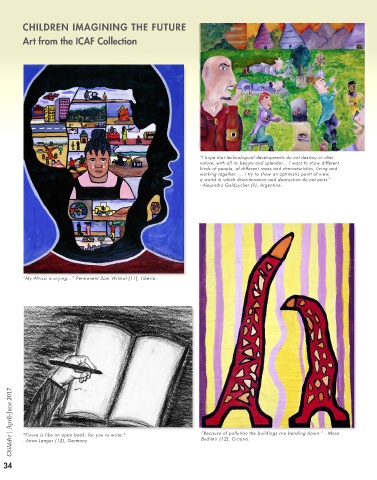 CHILDREN IMAGINING THE FUTURE
Art from the ICAF Collection
"I hope that technological developments do not destroy or alter
nature, with all its beauty and splendor. . . I want to show different
kinds of people, of different races and characteristics, living and
working together. ... I try to show an optimistic point of view,
a world in which discrimination and destruction do not exist."
- Alejandro Goldzycher (9), Argentina.
"My Africa is crying..." Permanent Sam Wilmot (11), Liberia.
"Future is like an open book, for you to write."
- Anne Langer (12), Germany.
"Because of pollution the buildings are bending down." - Masa
Budimir (12), Croatia.
ChildArt | April-June 2017
34